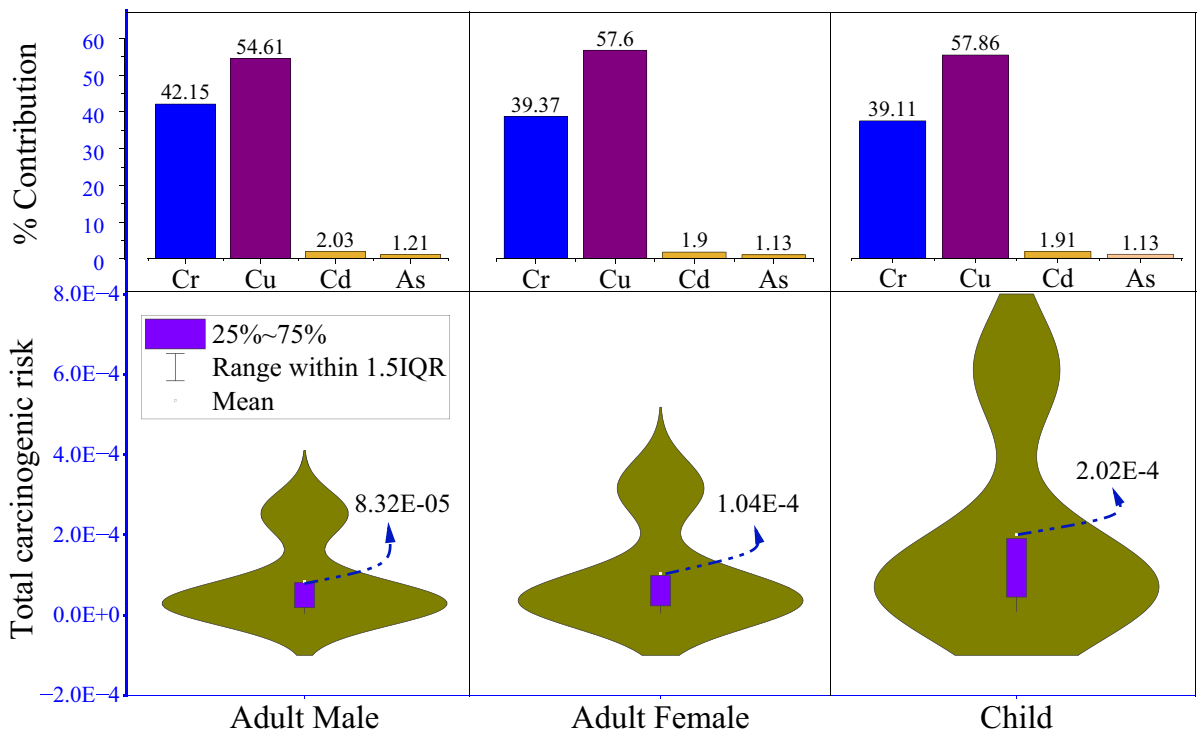 % Contribution
60
50
40
30
20
10
0
42.15
54.61
2.03
1.21
Cr Cu Cd As
39.37
57.6
1.9
1.13
Cr Cu Cd As
39.11
57.86
1.91
1.13
Cr Cu Cd As
Total carcinogenic risk
8.0E−4
6.0E−4
4.0E−4
2.0E−4
0.0E+0
−2.0E−4
25%~75%
Range within 1.5IQR
Mean
8.32E-05
1.04E-4
2.02E-4
Adult Male
Adult Female
Child